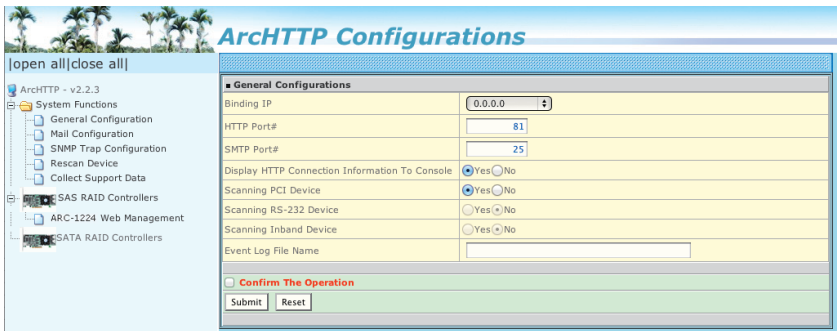 ArcHTTP Configurations
|open all|close all|
ArcHTTP - v2.2.3
System Functions
General Configuration
Mail Configuration
SNMP Trap Configuration
Rescan Device
Collect Support Data
SAS RAID Controllers
ARC-1224 Web Management
SATA RAID Controllers
General Configurations
Binding IP 0.0.0.0
HTTP Port# 81
SMTP Port# 25
Display HTTP Connection Information To Console Yes No
Scanning PCI Device Yes No
Scanning RS-232 Device Yes No
Scanning Inband Device Yes No
Event Log File Name
Confirm The Operation
Submit Reset